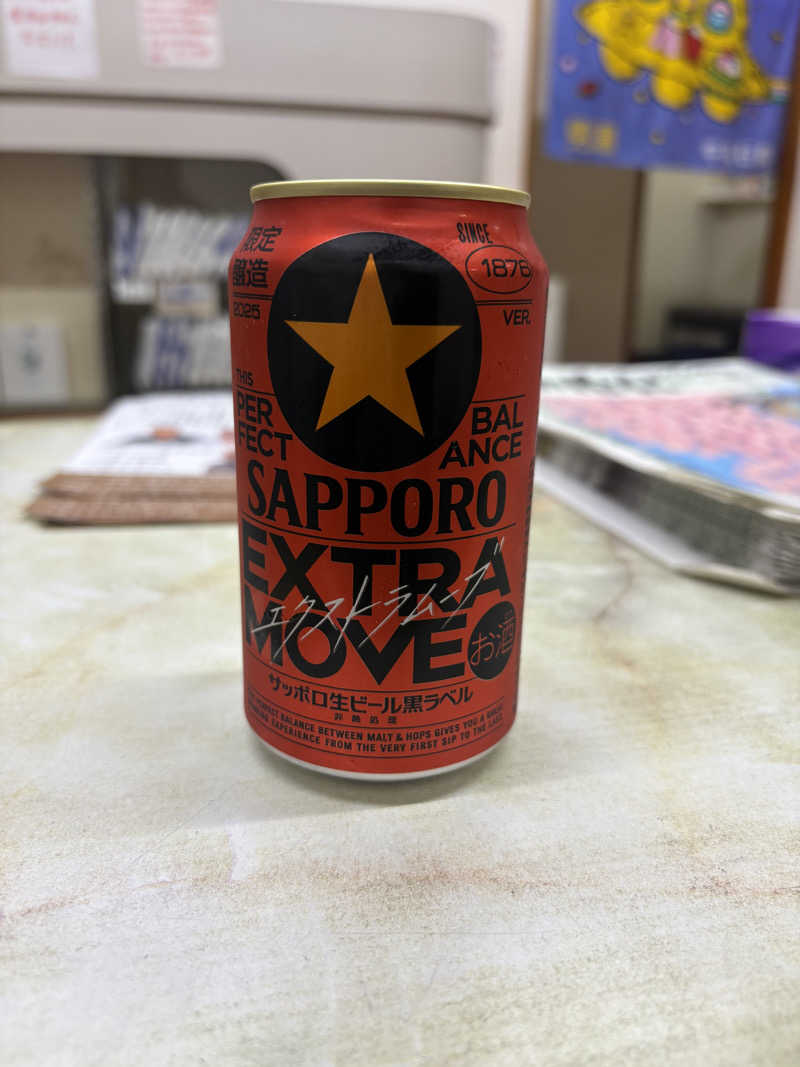 限定
醸造
2025
SINCE
1876
VER.
THIS
PER
FECT
BAL
ANCE
SAPPORO
EXTRA
MOVE
エクストラムーブ
お酒
サッポロ生ビール黒ラベル
非熱処理
PERFECT BALANCE BETWEEN MALT & HOPS GIVES YOU A GREAT
EXPERIENCE FROM THE VERY FIRST SIP TO THE LAST.